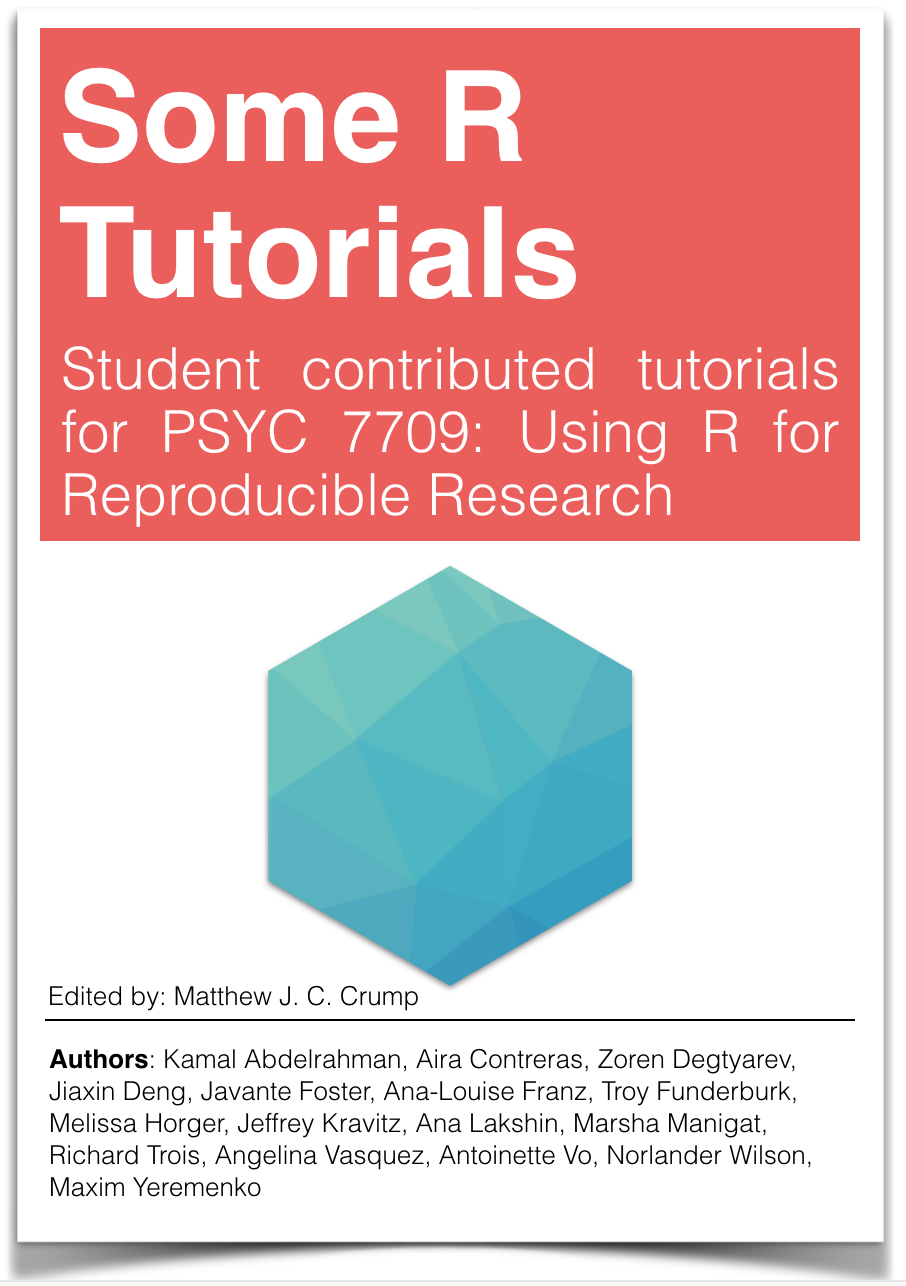 Some R
Tutorials
Student contributed tutorials
for PSYC 7709: Using R for
Reproducible Research
Edited by: Matthew J. C. Crump
Authors: Kamal Abdelrahman, Aira Contreras, Zoren Degtyarev,
Jiaxin Deng, Javante Foster, Ana-Louise Franz, Troy Funderburk,
Melissa Horger, Jeffrey Kravitz, Ana Lakshin, Marsha Manigat,
Richard Trois, Angelina Vasquez, Antoinette Vo, Norlander Wilson,
Maxim Yeremenko